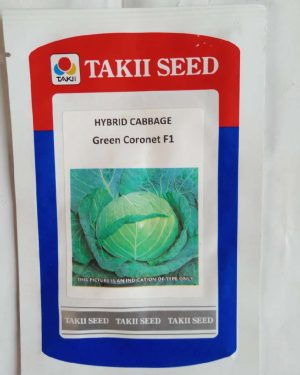 TAKII
TAKII SEED
HYBRID CABBAGE
Green Coronet F1
THIS PICTURE IS AN INDICATION OF TYPE ONLY
TAKII SEED TAKII SEED TAKII SEED